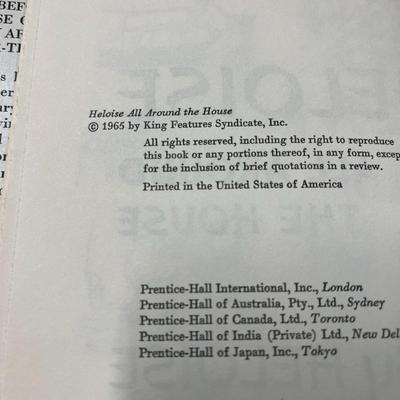 BEF
SE
Y AF
K-TI
Heloise All Around the House
© 1965 by King Features Syndicate, Inc.
All rights reserved, including the right to reproduce
this book or any portions thereof, in any form, excep
for the inclusion of brief quotations in a review.
Printed in the United States of America
Prentice-Hall International, Inc., London
Prentice-Hall of Australia, Pty., Ltd., Sydney
Prentice-Hall of Canada, Ltd., Toronto
Prentice-Hall of India (Private) Ltd., New Del
Prentice-Hall of Japan, Inc., Tokyo